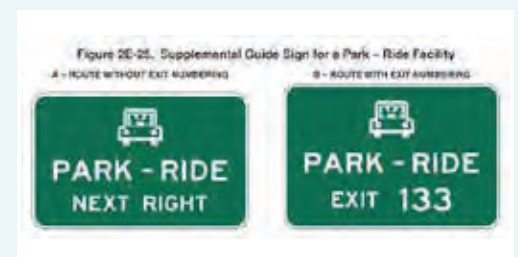 Figure 2E-25. Supplemental Guide Sign for a Park – Ride Facility
A – ROUTE WITHOUT EXIT NUMBERING
B – ROUTE WITH EXIT NUMBERING
PARK – RIDE
NEXT RIGHT
PARK – RIDE
EXIT 133